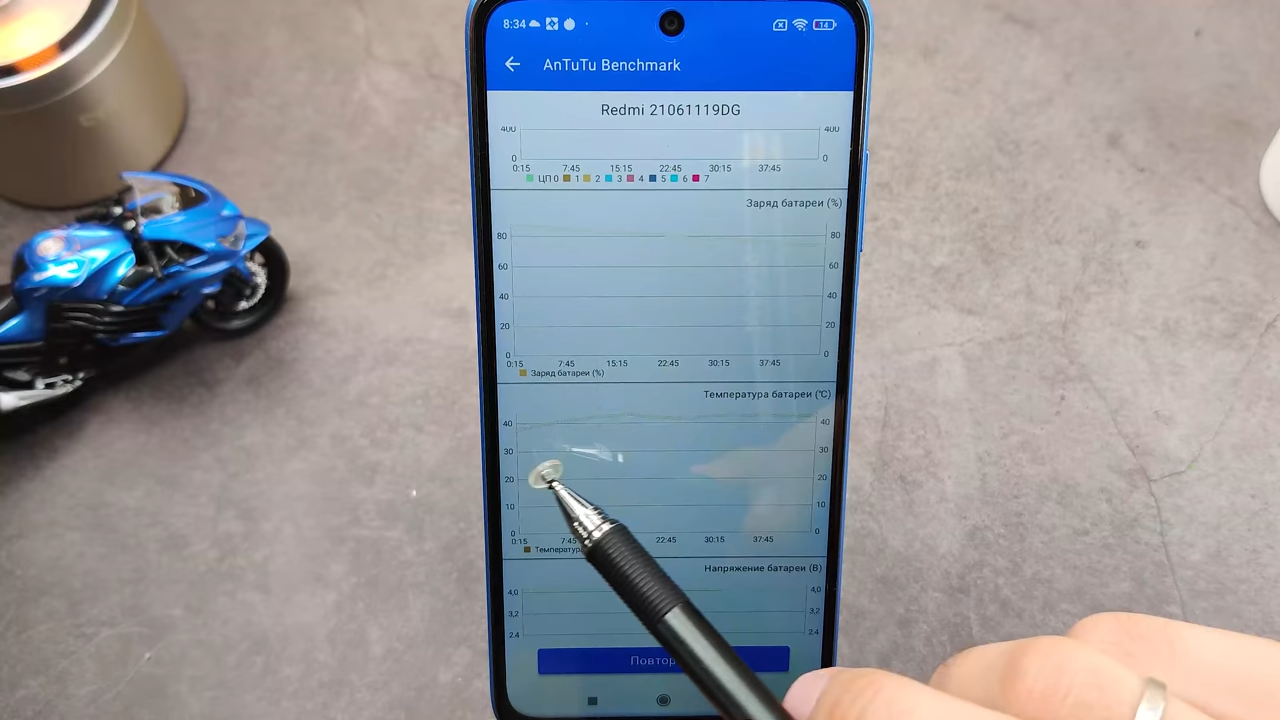 8:34 14
AnTuTu Benchmark
Redmi 21061119DG
400 400
0 0
0:15 7:45 15:15 22:45 30:15 37:45
ЦП 0 1 2 3 4 5 6 7
Заряд батареи (%)
80 80
60 60
40 40
20 20
0 0
0:15 7:45 15:15 22:45 30:15 37:45
Заряд батареи (%)
Температура батареи (℃)
40 40
30 30
20 20
10 10
0 0
0:15 7:45 22:45 30:15 37:45
Температура
Напряжение батареи (В)
4,0 4,0
3,2 3,2
2.4 2.4
Повтор